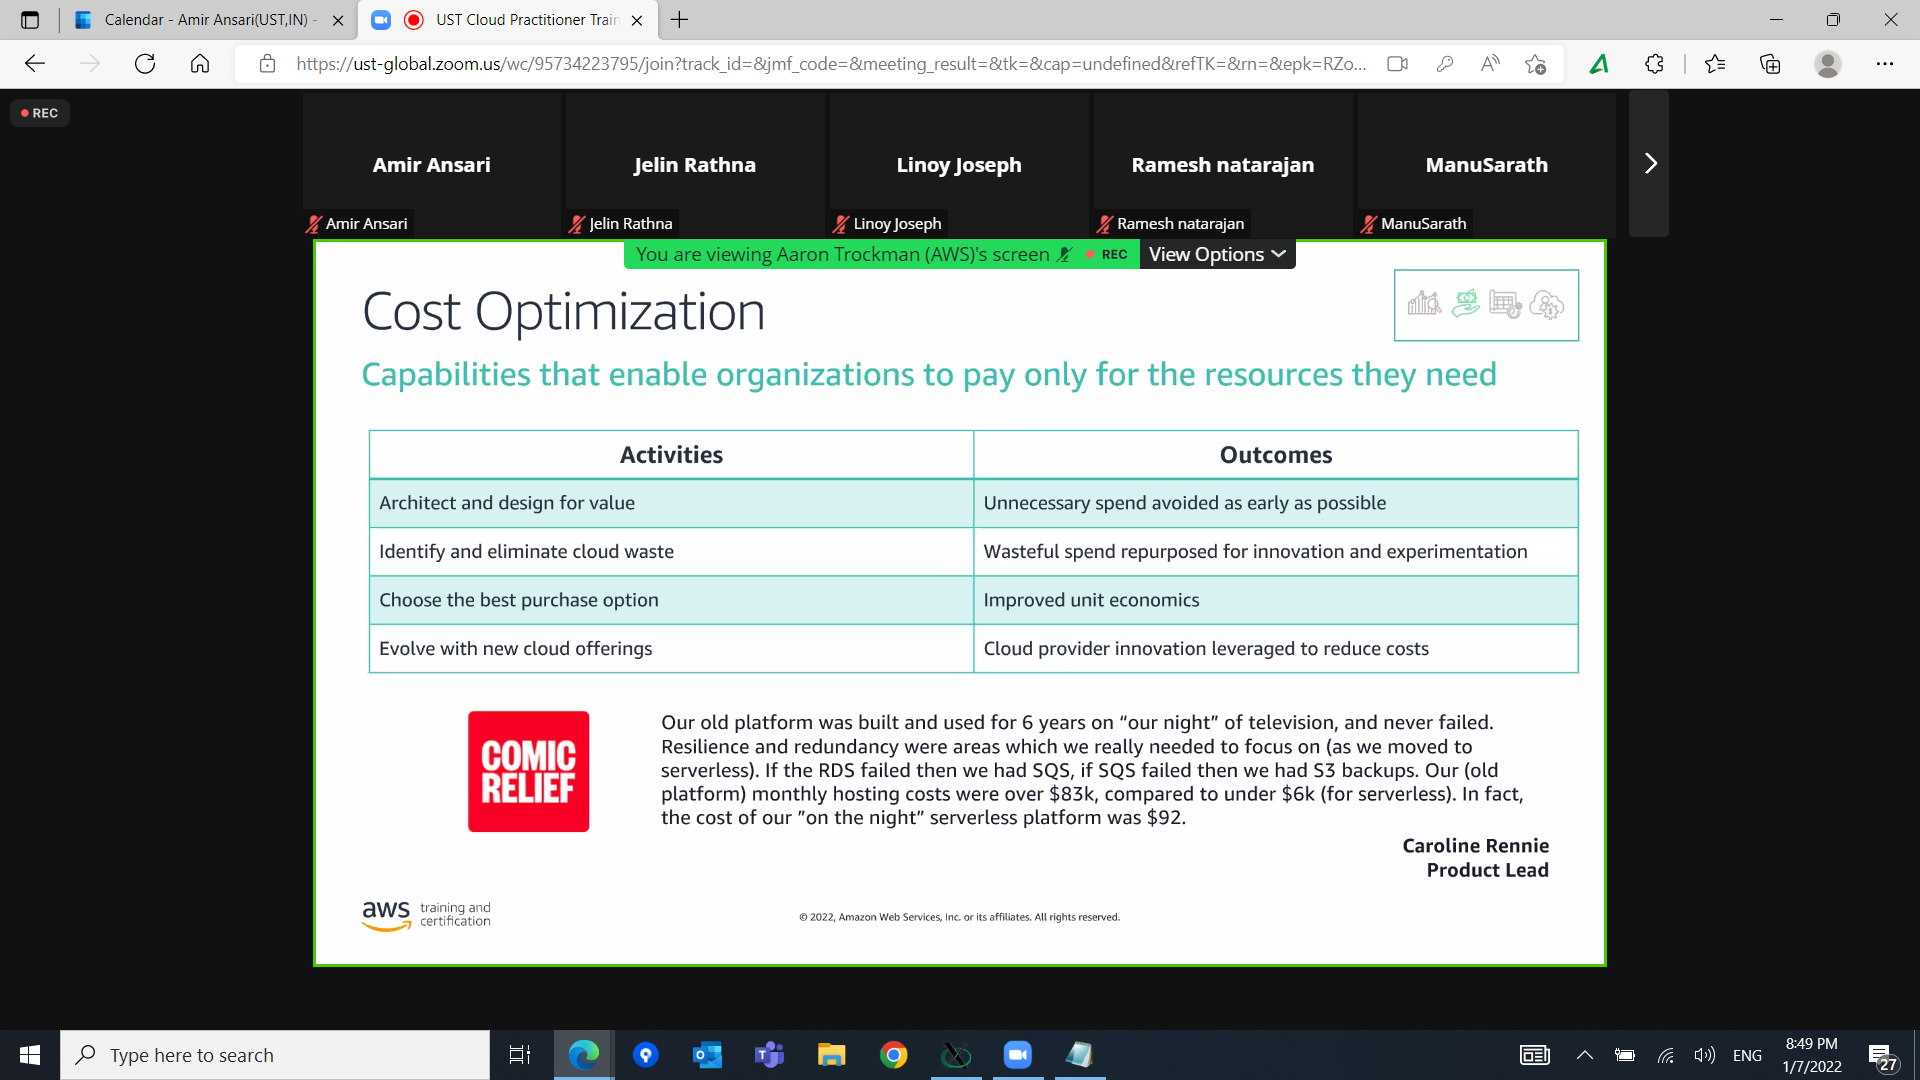 Calendar - Amir Ansari(UST,IN) -
UST Cloud Practitioner Train
https://ust-global.zoom.us/wc/95734223795/join?track_id=&jmf_code=&meeting_result=&tk=&cap=undefined&refTK=&rn=&epk=RZo...
REC
Amir Ansari
Jelin Rathna
Linoy Joseph
Ramesh natarajan
ManuSarath
Amir Ansari
Jelin Rathna
Linoy Joseph
Ramesh natarajan
ManuSarath
You are viewing Aaron Trockman (AWS)'s screen
REC
View Options
Cost Optimization
Capabilities that enable organizations to pay only for the resources they need
Activities
Outcomes
Architect and design for value
Unnecessary spend avoided as early as possible
Identify and eliminate cloud waste
Wasteful spend repurposed for innovation and experimentation
Choose the best purchase option
Improved unit economics
Evolve with new cloud offerings
Cloud provider innovation leveraged to reduce costs
COMIC
RELIEF
Our old platform was built and used for 6 years on “our night” of television, and never failed.
Resilience and redundancy were areas which we really needed to focus on (as we moved to
serverless). If the RDS failed then we had SQS, if SQS failed then we had S3 backups. Our (old
platform) monthly hosting costs were over $83k, compared to under $6k (for serverless). In fact,
the cost of our ”on the night” serverless platform was $92.
Caroline Rennie
Product Lead
aws training and
certification
© 2022, Amazon Web Services, Inc. or its affiliates. All rights reserved.
Type here to search
ENG
8:49 PM
1/7/2022
27